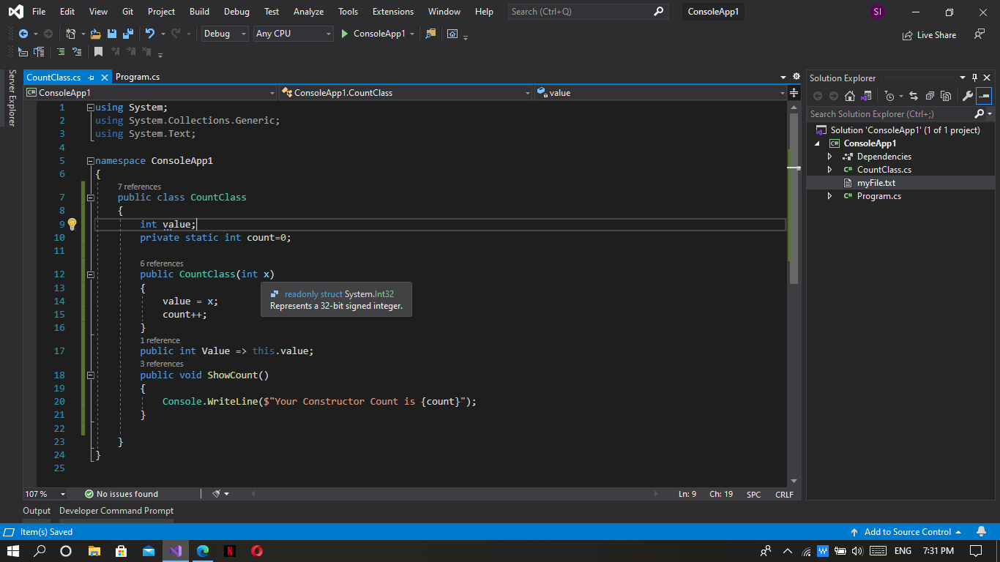 File Edit View Git Project Build Debug Test Analyze Tools Extensions Window Help Search (Ctrl+Q) ConsoleApp1 SI
Debug Any CPU ConsoleApp1 Live Share
Server Explorer
CountClass.cs Program.cs
C# ConsoleApp1 ConsoleApp1.CountClass value
1 using System;
2 using System.Collections.Generic;
3 using System.Text;
4
5 namespace ConsoleApp1
6 {
7 references
7 public class CountClass
8 {
9 int value;
10 private static int count=0;
11
6 references
12 public CountClass(int x)
13 {
14 value = x;
15 count++;
16 }
1 reference
17 public int Value => this.value;
3 references
18 public void ShowCount()
19 {
20 Console.WriteLine($"Your Constructor Count is {count}");
21 }
22
23 }
24 }
25
readonly struct System.Int32
Represents a 32-bit signed integer.
107 % No issues found Ln: 9 Ch: 19 SPC CRLF
Solution Explorer
Search Solution Explorer (Ctrl+;)
Solution 'ConsoleApp1' (1 of 1 project)
C# ConsoleApp1
Dependencies
C# CountClass.cs
myFile.txt
C# Program.cs
Output Developer Command Prompt
Item(s) Saved Add to Source Control
N W ENG 7:31 PM